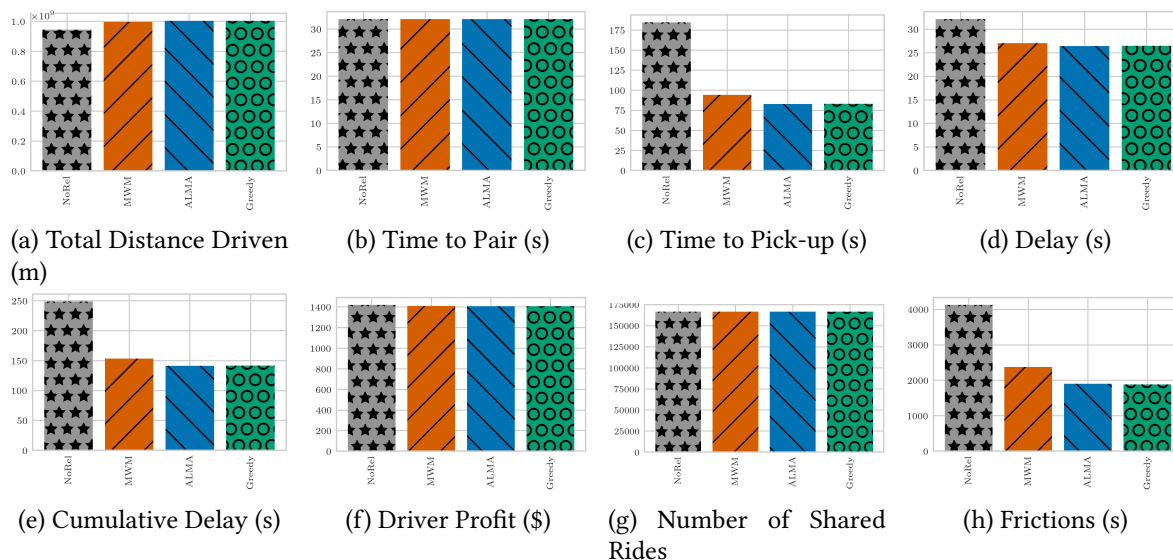 1e9
1.0
0.8
0.6
0.4
0.2
0.0
NoRel MWM ALMA Greedy
(a) Total Distance Driven
(m)
30
25
20
15
10
5
0
NoRel MWM ALMA Greedy
(b) Time to Pair (s)
175
150
125
100
75
50
25
0
NoRel MWM ALMA Greedy
(c) Time to Pick-up (s)
30
25
20
15
10
5
0
NoRel MWM ALMA Greedy
(d) Delay (s)
250
200
150
100
50
0
NoRel MWM ALMA Greedy
(e) Cumulative Delay (s)
1400
1200
1000
800
600
400
200
0
NoRel MWM ALMA Greedy
(f) Driver Profit ($)
175000
150000
125000
100000
75000
50000
25000
0
NoRel MWM ALMA Greedy
(g) Number of Shared
Rides
4000
3000
2000
1000
0
NoRel MWM ALMA Greedy
(h) Frictions (s)